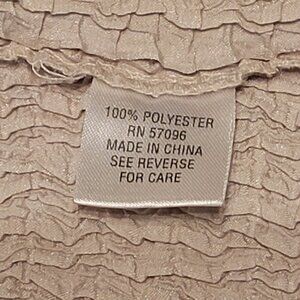 100% POLYESTER
RN 57096
MADE IN CHINA
SEE REVERSE
FOR CARE